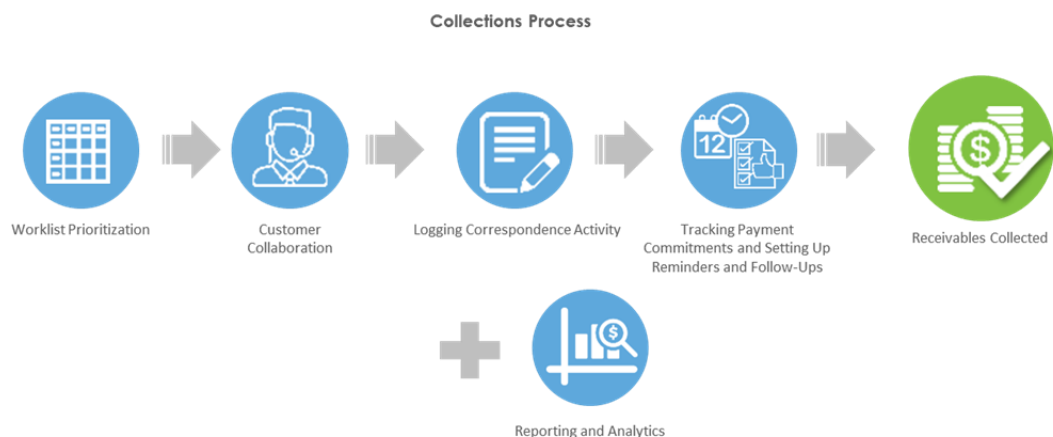 Collections Process
12
Worklist Prioritization
Customer
Collaboration
Logging Correspondence Activity
Tracking Payment
Commitments and Setting Up
Reminders and Follow-Ups
$
Receivables Collected
$
Reporting and Analytics